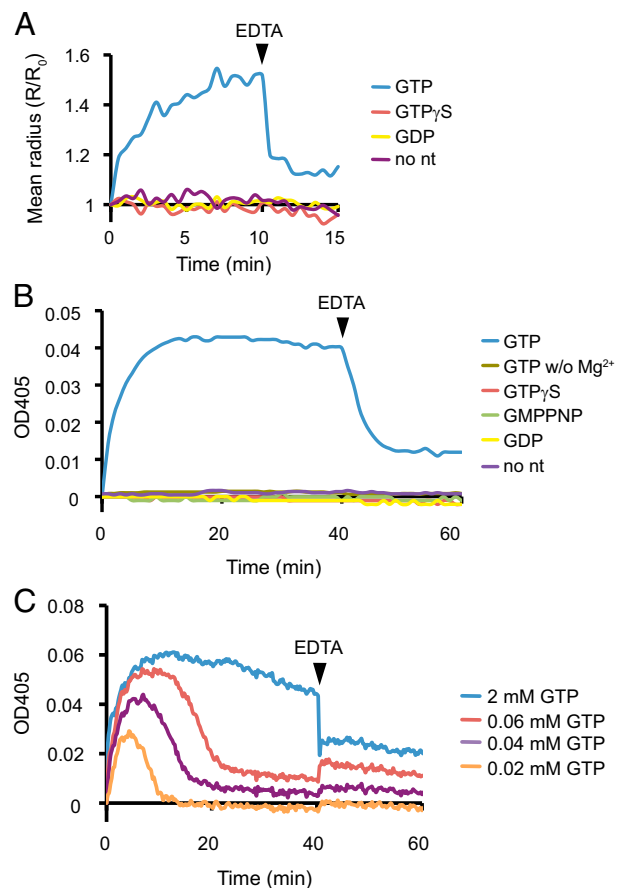 A
EDTA
Mean radius (R/R₀)
1.6
1.4
1.2
1
0
5
10
15
Time (min)
GTP
GTPγS
GDP
no nt
B
EDTA
OD405
0.05
0.04
0.03
0.02
0.01
0
0
20
40
60
Time (min)
GTP
GTP w/o Mg²⁺
GTPγS
GMPPNP
GDP
no nt
C
EDTA
OD405
0.08
0.06
0.04
0.02
0
0
20
40
60
Time (min)
2 mM GTP
0.06 mM GTP
0.04 mM GTP
0.02 mM GTP